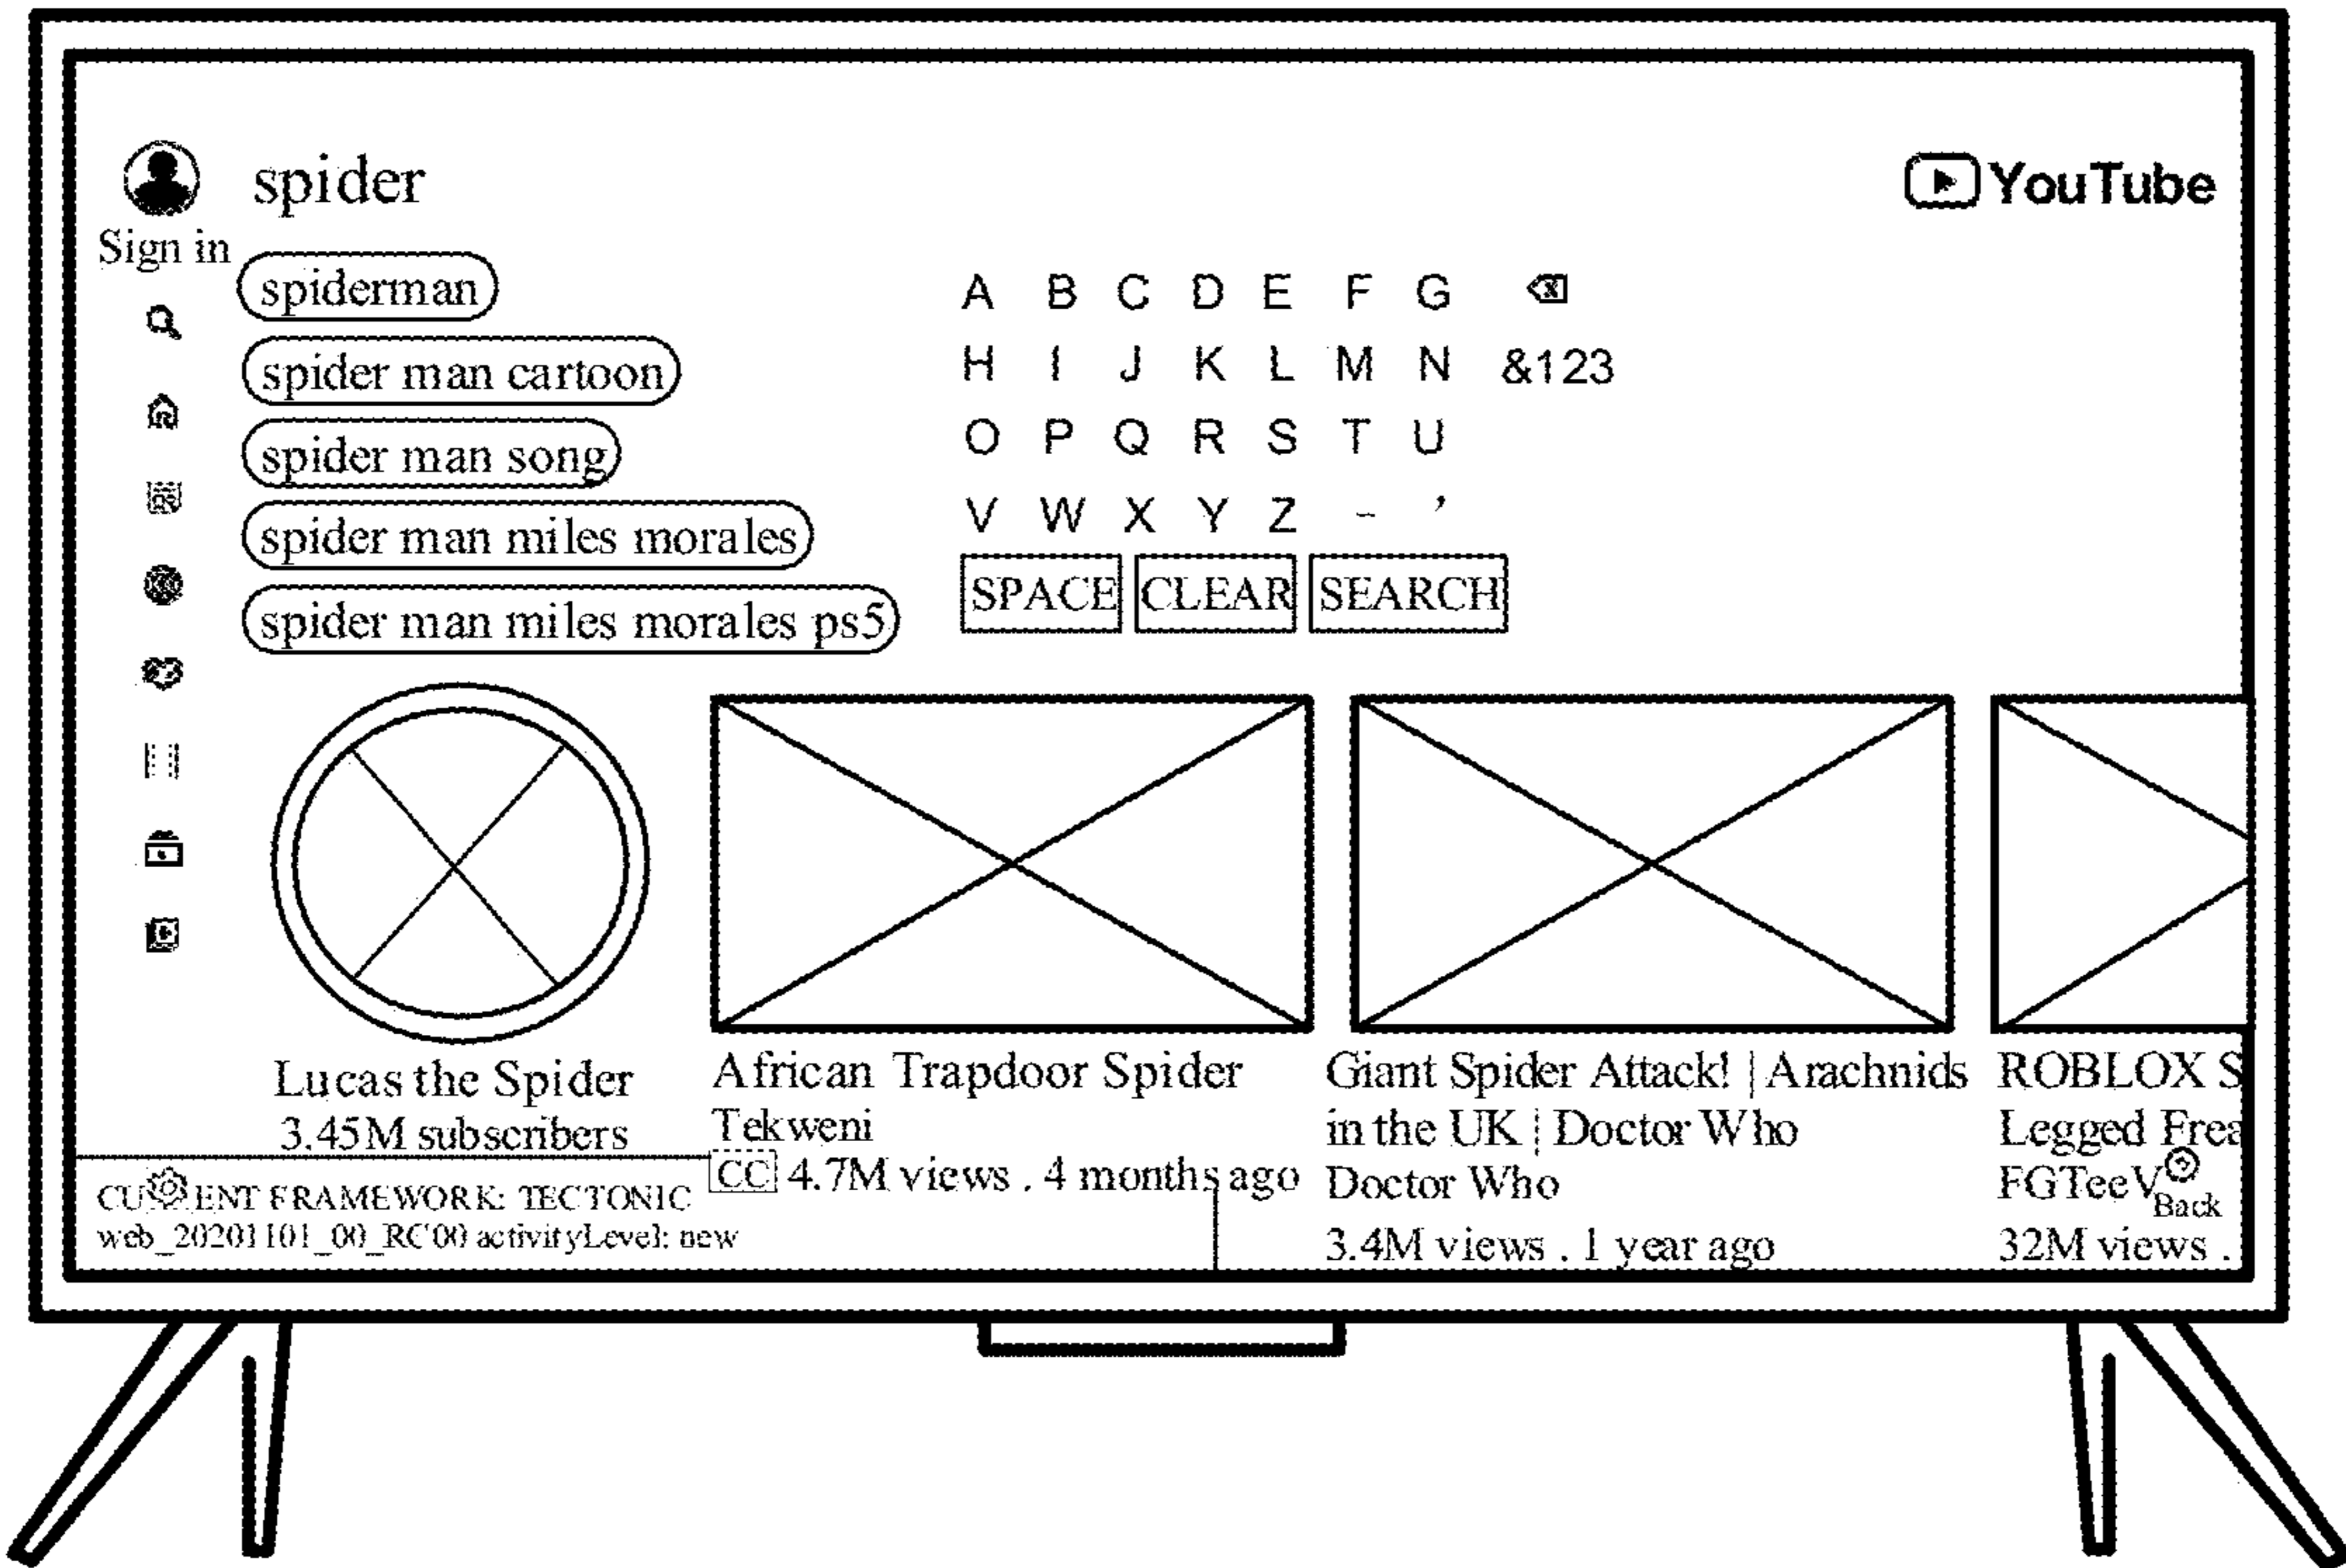 spider
YouTube
Sign in
spiderman
spider man cartoon
spider man song
spider man miles morales
spider man miles morales ps5
A B C D E F G
H I J K L M N &123
O P Q R S T U
V W X Y Z - '
SPACE CLEAR SEARCH
Lucas the Spider
3.45M subscribers
African Trapdoor Spider
Tekweni
CC 4.7M views . 4 months ago
Giant Spider Attack! | Arachnids
in the UK | Doctor Who
Doctor Who
3.4M views . 1 year ago
ROBLOX S
Legged Frea
FGTeeV
32M views .
Back
CU ENT FRAMEWORK: TECTONIC
web_20201101_00_RC00 activityLevel: new